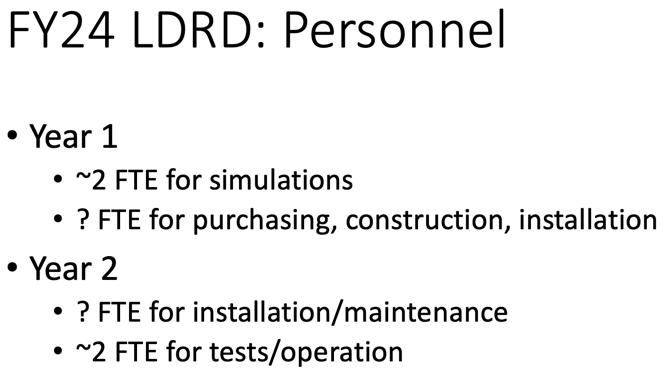 FY24 LDRD: Personnel
• Year 1
• ~2 FTE for simulations
• ? FTE for purchasing, construction, installation
• Year 2
• ? FTE for installation/maintenance
• ~2 FTE for tests/operation